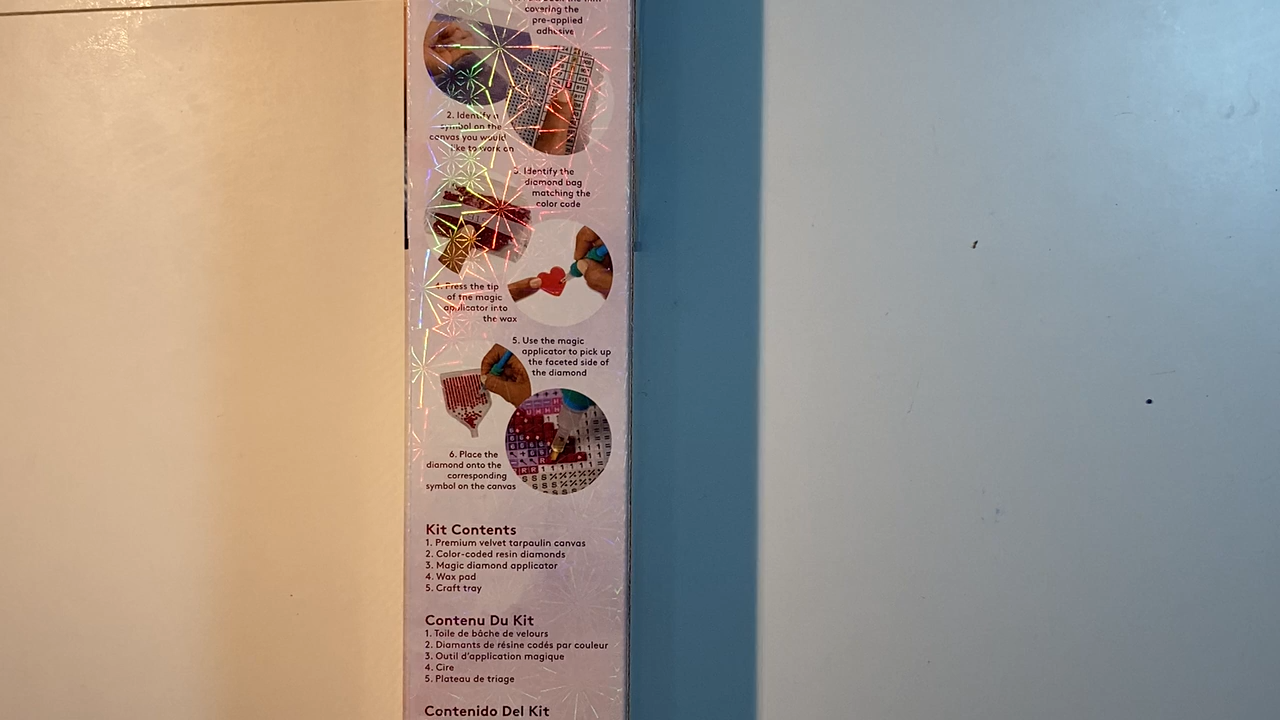 covering the
pre-applied
adhesive
2. Identify a
symbol on the
canvas you would
like to work on
3. Identify the
diamond bag
matching the
color code
4. Press the tip
of the magic
applicator into
the wax
5. Use the magic
applicator to pick up
the faceted side of
the diamond
6. Place the
diamond onto the
corresponding
symbol on the canvas
Kit Contents
1. Premium velvet tarpaulin canvas
2. Color-coded resin diamonds
3. Magic diamond applicator
4. Wax pad
5. Craft tray
Contenu Du Kit
1. Toile de bâche de velours
2. Diamants de résine codés par couleur
3. Outil d'application magique
4. Cire
5. Plateau de triage
Contenido Del Kit